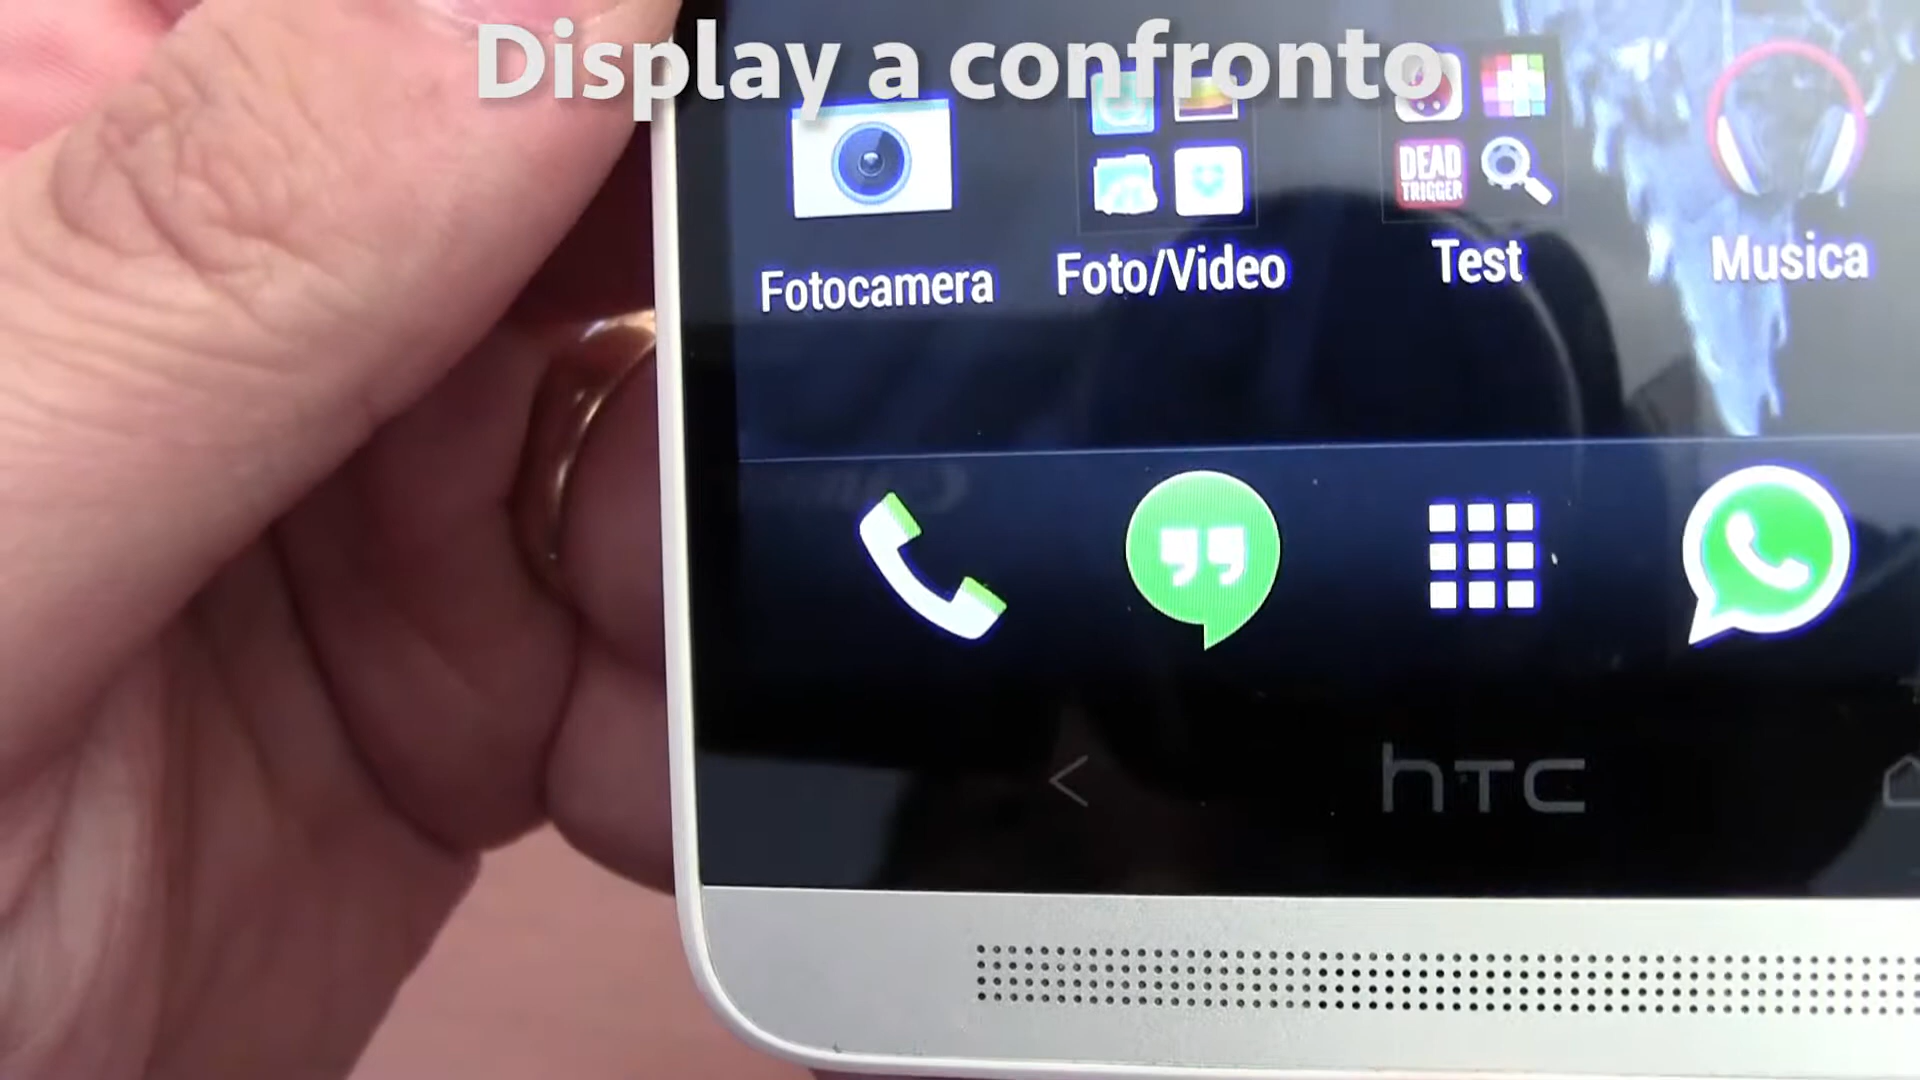 Display a confronto
DEAD
TRIGGER
Fotocamera
Foto/Video
Test
Musica
hTC